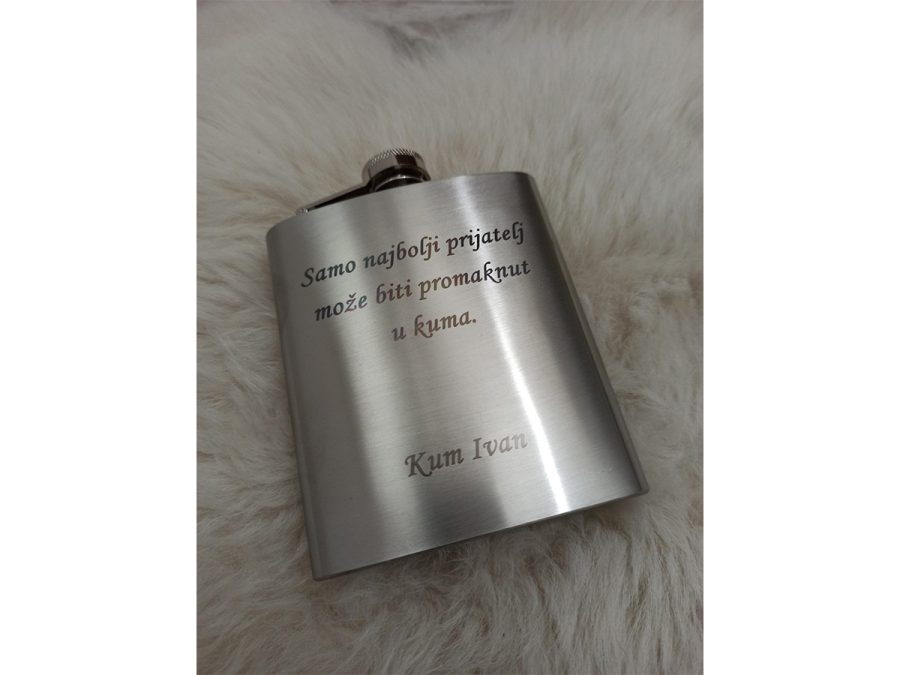 Samo najbolji prijatelj
može biti promaknut
u kuma.
Kum Ivan